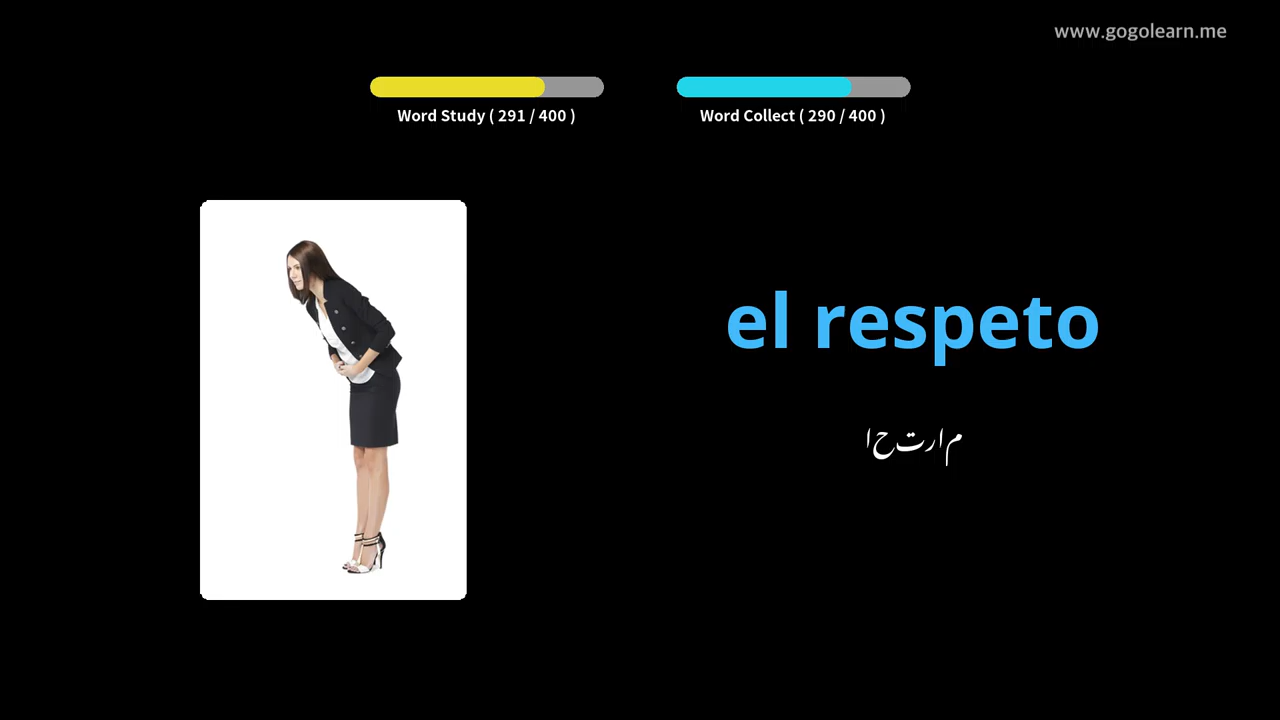 www.gogolearn.me
Word Study ( 291 / 400 )
Word Collect ( 290 / 400 )
el respeto
احترام